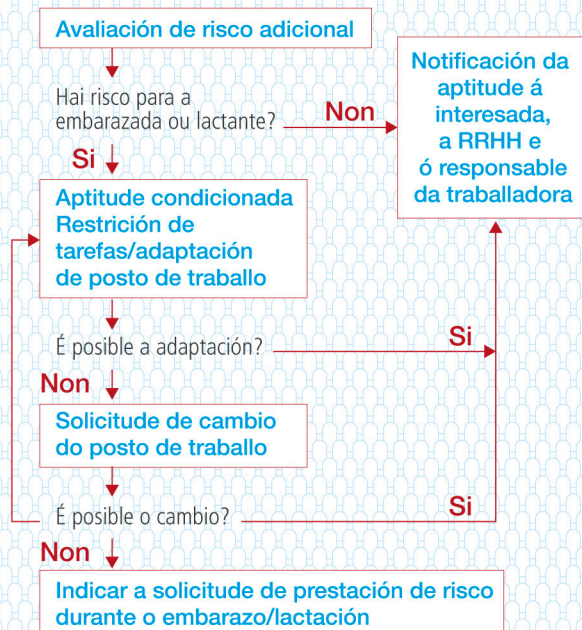 Avaliación de risco adicional
Hai risco para a
embarazada ou lactante?
Non
Notificación da
aptitude á
interesada,
a RRHH e
ó responsable
da traballadora
Si
Aptitude condicionada
Restrición de
tarefas/adaptación
de posto de traballo
É posible a adaptación?
Si
Non
Solicitude de cambio
do posto de traballo
É posible o cambio?
Si
Non
Indicar a solicitude de prestación de risco
durante o embarazo/lactación